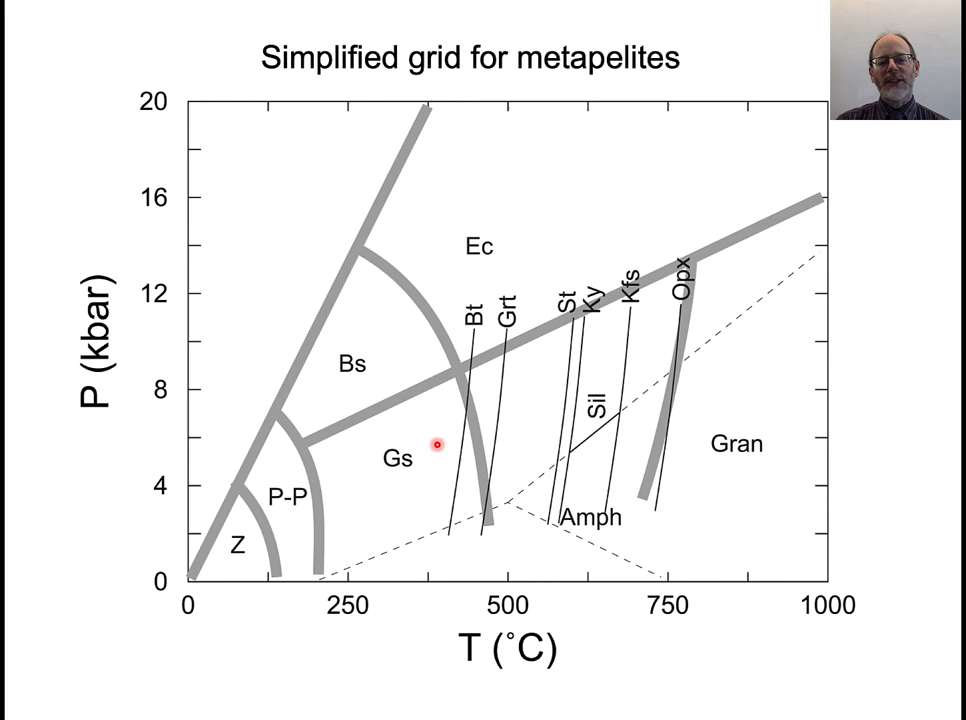 Simplified grid for metapelites
20
16
12
8
4
0
P (kbar)
Ec
Bs
Gs
P-P
Z
Bt
Grt
St
Ky
Kfs
Opx
Sil
Gran
Amph
0 250 500 750 1000
T (˚C)